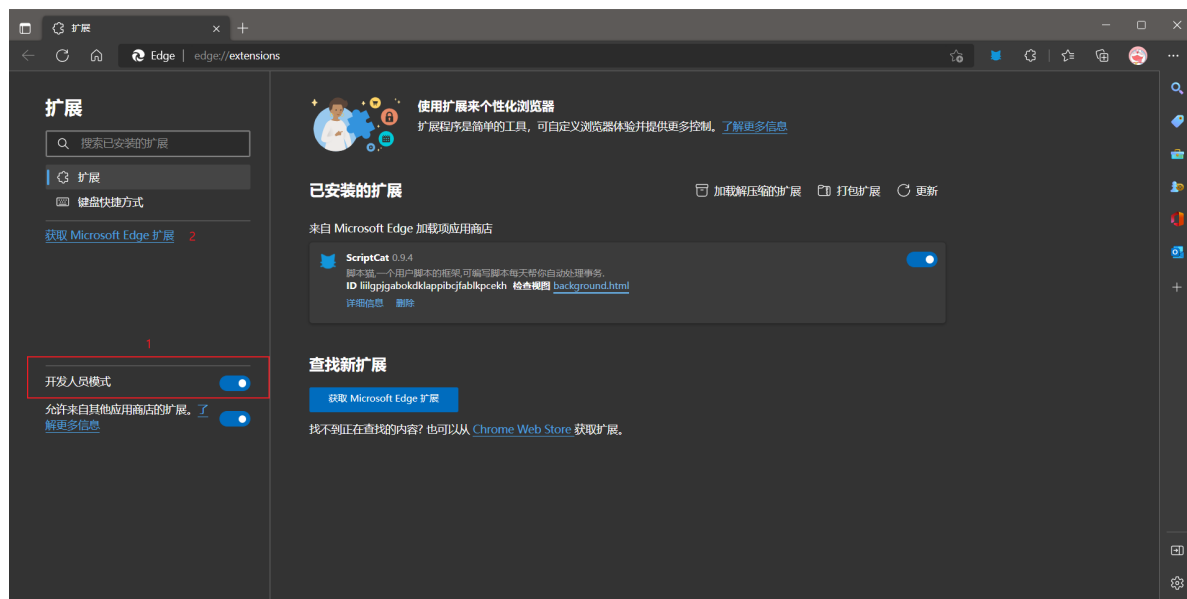 扩展
Edge | edge://extensions
扩展
搜索已安装的扩展
扩展
键盘快捷方式
获取 Microsoft Edge 扩展 2
1
开发人员模式
允许来自其他应用商店的扩展。了
解更多信息
使用扩展来个性化浏览器
扩展程序是简单的工具，可自定义浏览器体验并提供更多控制。了解更多信息
已安装的扩展
加载解压缩的扩展 打包扩展 更新
来自 Microsoft Edge 加载项应用商店
ScriptCat 0.9.4
脚本猫,一个用户脚本的框架,可编写脚本每天帮你自动处理事务.
ID liilgpjgabokdklappibcjfablkpcekh 检查视图 background.html
详细信息 删除
查找新扩展
获取 Microsoft Edge 扩展
找不到正在查找的内容? 也可以从 Chrome Web Store 获取扩展。